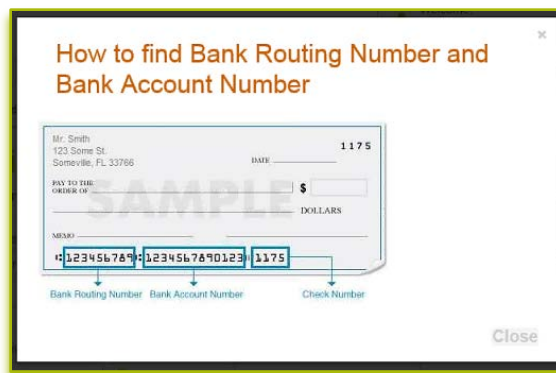 ×
How to find Bank Routing Number and
Bank Account Number
Mr. Smith
123 Some St.
Someville, FL 33766
1175
DATE
PAY TO THE
ORDER OF
$
SAMPLE
DOLLARS
MEMO
⑆123456789⑆ 1234567890123⑈ 1175
Bank Routing Number Bank Account Number Check Number
Close